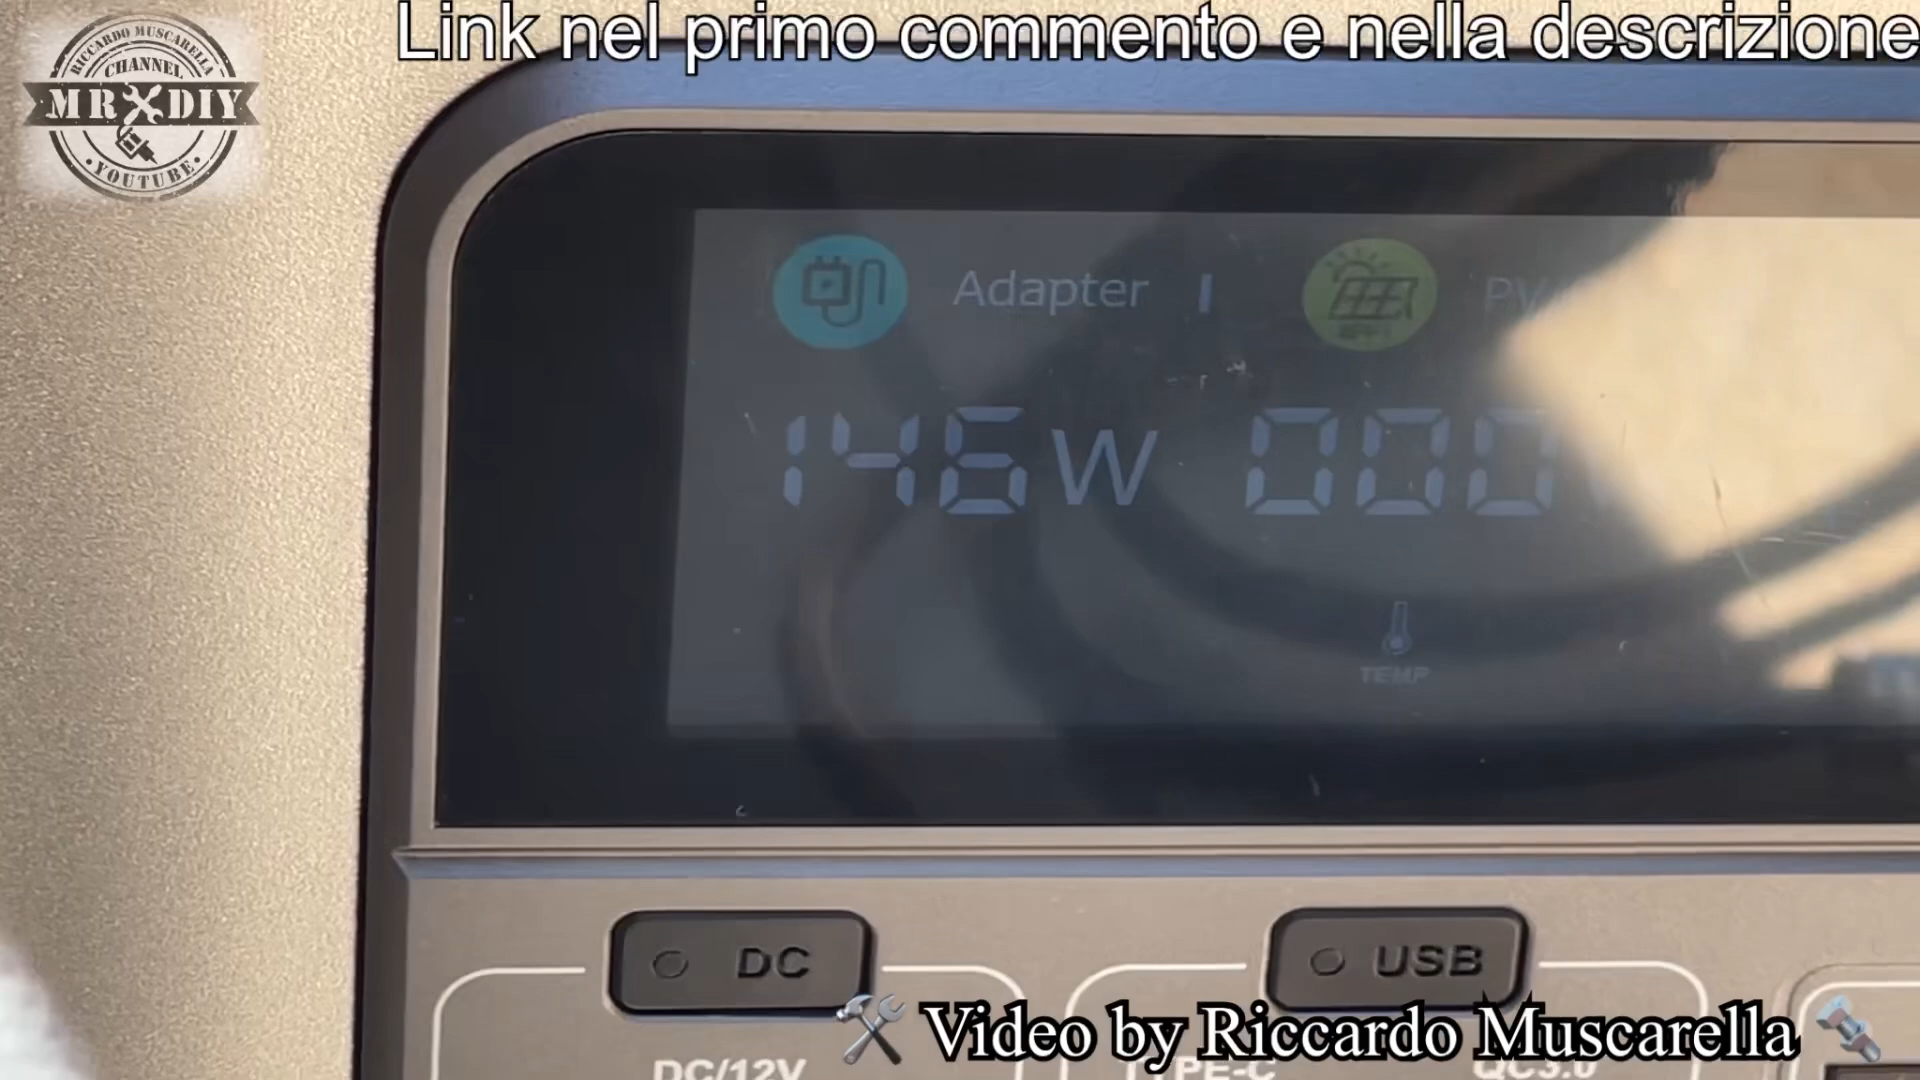 Link nel primo commento e nella descrizione
RICCARDO MUSCARELLA
CHANNEL
MR DIY
YOUTUBE
Adapter
PV
146W 000
TEMP
DC USB
Video by Riccardo Muscarella
DC/12V QC3.0